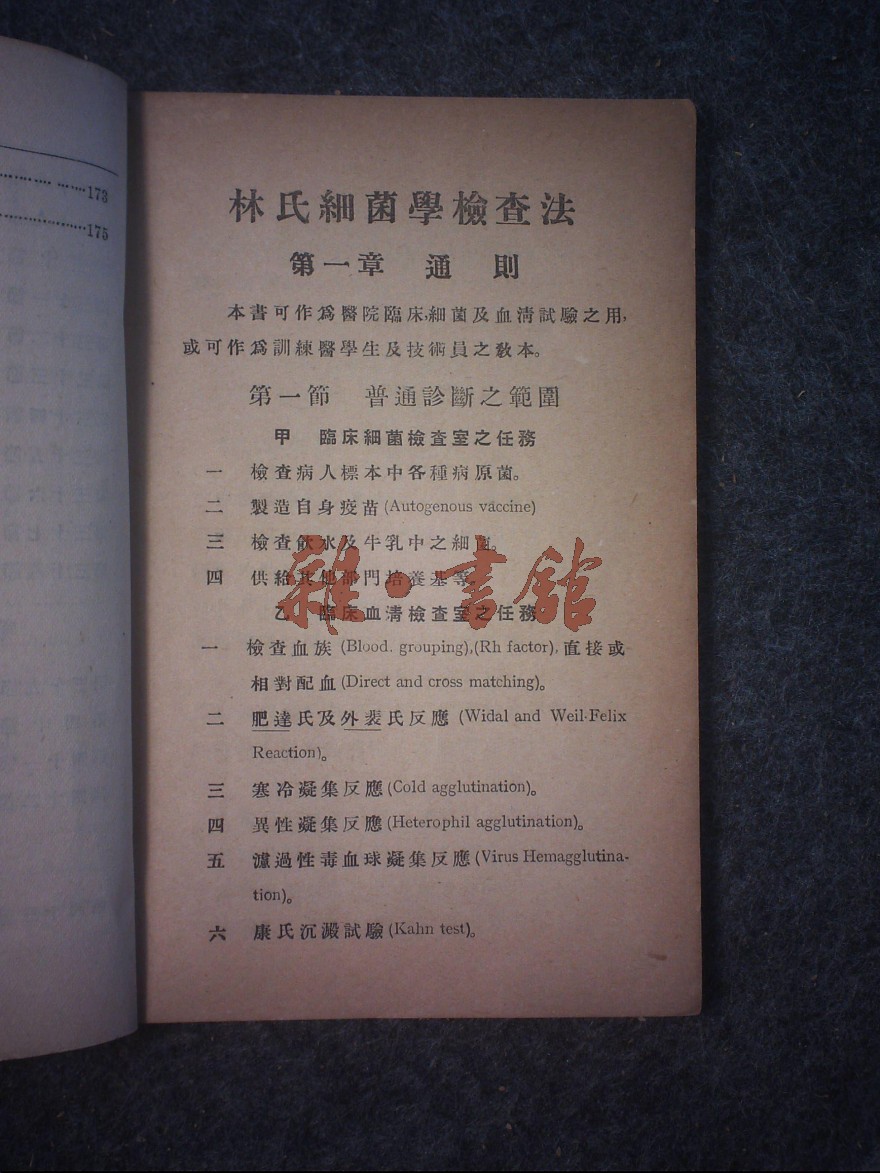 173
175
林氏細菌學檢查法
第一章 通則
本書可作爲醫院臨床,細菌及血淸試驗之用,
或可作爲訓練醫學生及技術員之敎本。
第一節 普通診斷之範圍
甲 臨床細菌檢查室之任務
一 檢查病人標本中各種病原菌。
二 製造自身疫苗(Autogenous vaccine)
三 檢查飲水及牛乳中之細菌。
四 供給其他部門培養基等。
雜·書館
乙 臨床血淸檢查室之任務
一 檢查血族(Blood. grouping),(Rh factor),直接或
相對配血(Direct and cross matching)。
二 肥達氏及外裴氏反應(Widal and Weil-Felix
Reaction)。
三 寒冷凝集反應(Cold agglutination)。
四 異性凝集反應(Heterophil agglutination)。
五 濾過性毒血球凝集反應(Virus Hemagglutina-
tion)。
六 康氏沉澱試驗(Kahn test)。